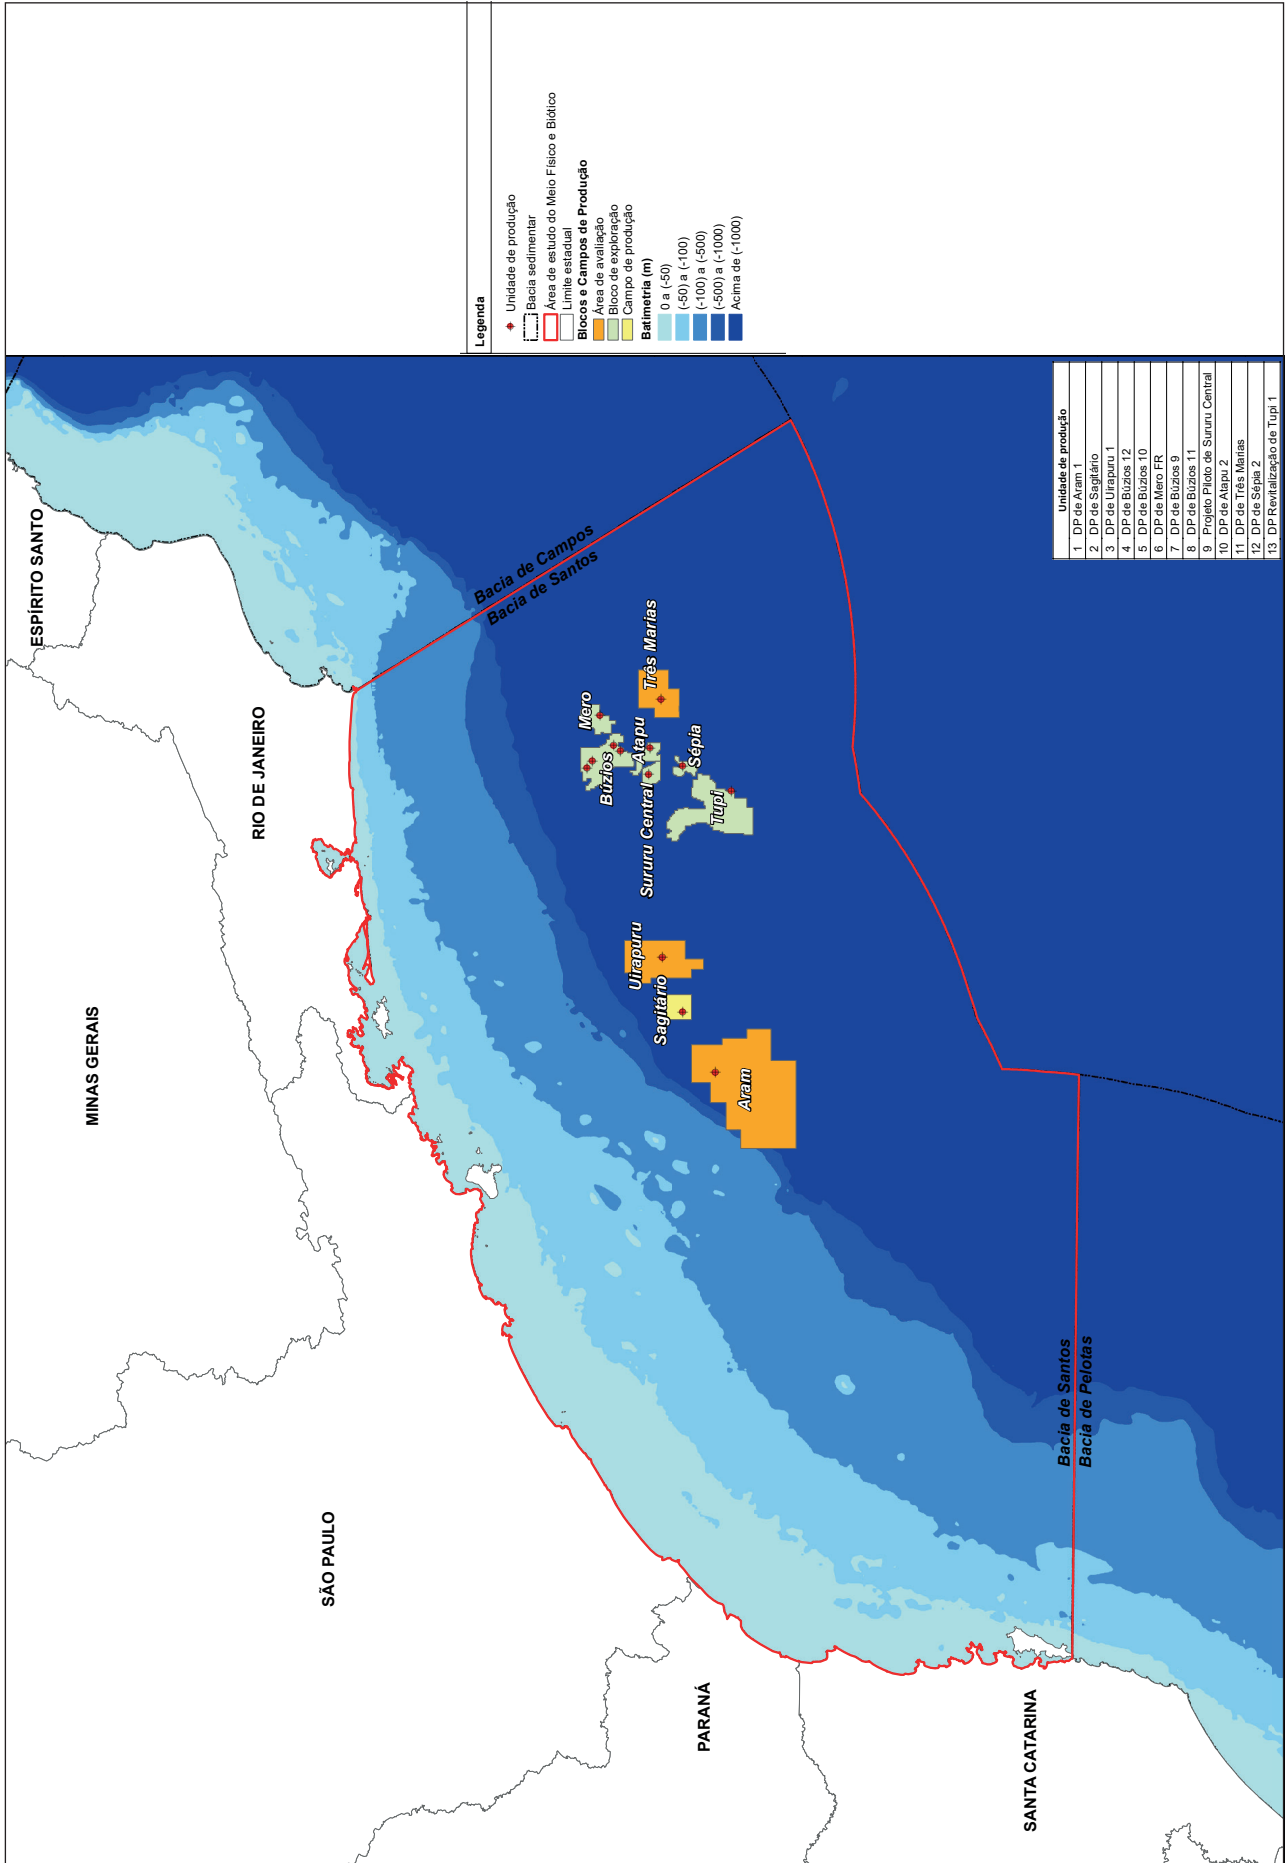 ESPÍRITO SANTO
MINAS GERAIS
RIO DE JANEIRO
SÃO PAULO
PARANÁ
SANTA CATARINA
Bacia de Campos
Bacia de Santos
Mero
Búzios
Três Marias
Atapu
Sépia
Sururu Central
Tupi
Uirapuru
Sagitário
Aram
Bacia de Santos
Bacia de Pelotas
Legenda
Unidade de produção
Bacia sedimentar
Área de estudo do Meio Físico e Biótico
Limite estadual
Blocos e Campos de Produção
Área de avaliação
Bloco de exploração
Campo de produção
Batimetria (m)
0 a (-50)
(-50) a (-100)
(-100) a (-500)
(-500) a (-1000)
Acima de (-1000)
Unidade de produção
1 DP de Aram 1
2 DP de Sagitário
3 DP de Uirapuru 1
4 DP de Búzios 12
5 DP de Búzios 10
6 DP de Mero FR
7 DP de Búzios 9
8 DP de Búzios 11
9 Projeto Piloto de Sururu Central
10 DP de Atapu 2
11 DP de Três Marias
12 DP de Sépia 2
13 DP Revitalização de Tupi 1